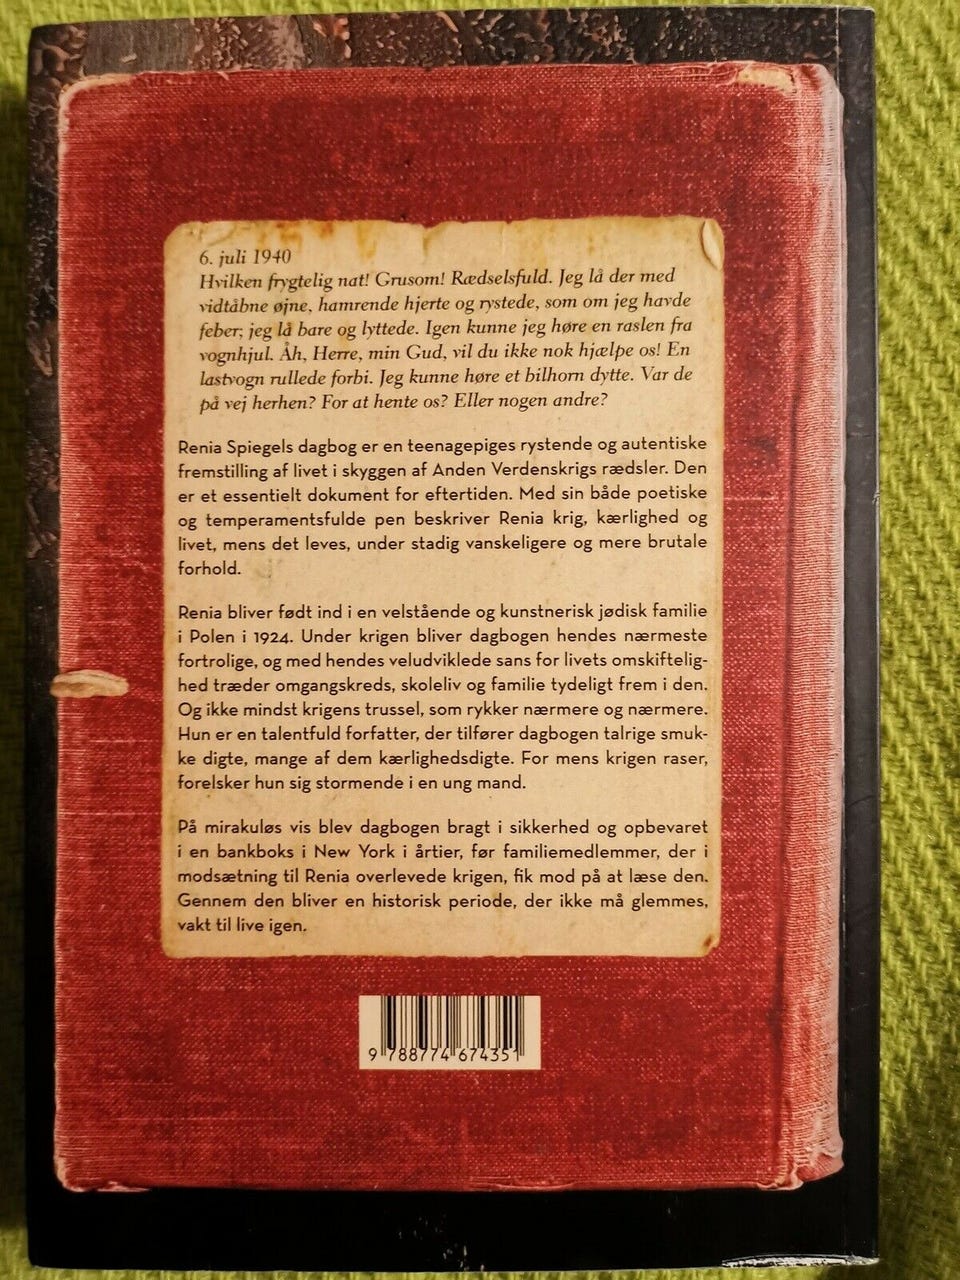 6. juli 1940
Hvilken frygtelig nat! Grusom! Rædselsfuld. Jeg lå der med
vidtåbne øjne, hamrende hjerte og rystede, som om jeg havde
feber; jeg lå bare og lyttede. Igen kunne jeg høre en raslen fra
vognhjul. Åh, Herre, min Gud, vil du ikke nok hjælpe os! En
lastvogn rullede forbi. Jeg kunne høre et bilhorn dytte. Var de
på vej herhen? For at hente os? Eller nogen andre?
Renia Spiegels dagbog er en teenagepiges rystende og autentiske
fremstilling af livet i skyggen af Anden Verdenskrigs rædsler. Den
er et essentielt dokument for eftertiden. Med sin både poetiske
og temperamentsfulde pen beskriver Renia krig, kærlighed og
livet, mens det leves, under stadig vanskeligere og mere brutale
forhold.
Renia bliver født ind i en velstående og kunstnerisk jødisk familie
i Polen i 1924. Under krigen bliver dagbogen hendes nærmeste
fortrolige, og med hendes veludviklede sans for livets omskiftelig-
hed træder omgangskreds, skoleliv og familie tydeligt frem i den.
Og ikke mindst krigens trussel, som rykker nærmere og nærmere.
Hun er en talentfuld forfatter, der tilfører dagbogen talrige smuk-
ke digte, mange af dem kærlighedsdigte. For mens krigen raser,
forelsker hun sig stormende i en ung mand.
På mirakuløs vis blev dagbogen bragt i sikkerhed og opbevaret
i en bankboks i New York i årtier, før familiemedlemmer, der i
modsætning til Renia overlevede krigen, fik mod på at læse den.
Gennem den bliver en historisk periode, der ikke må glemmes,
vakt til live igen.
9 788774 674351